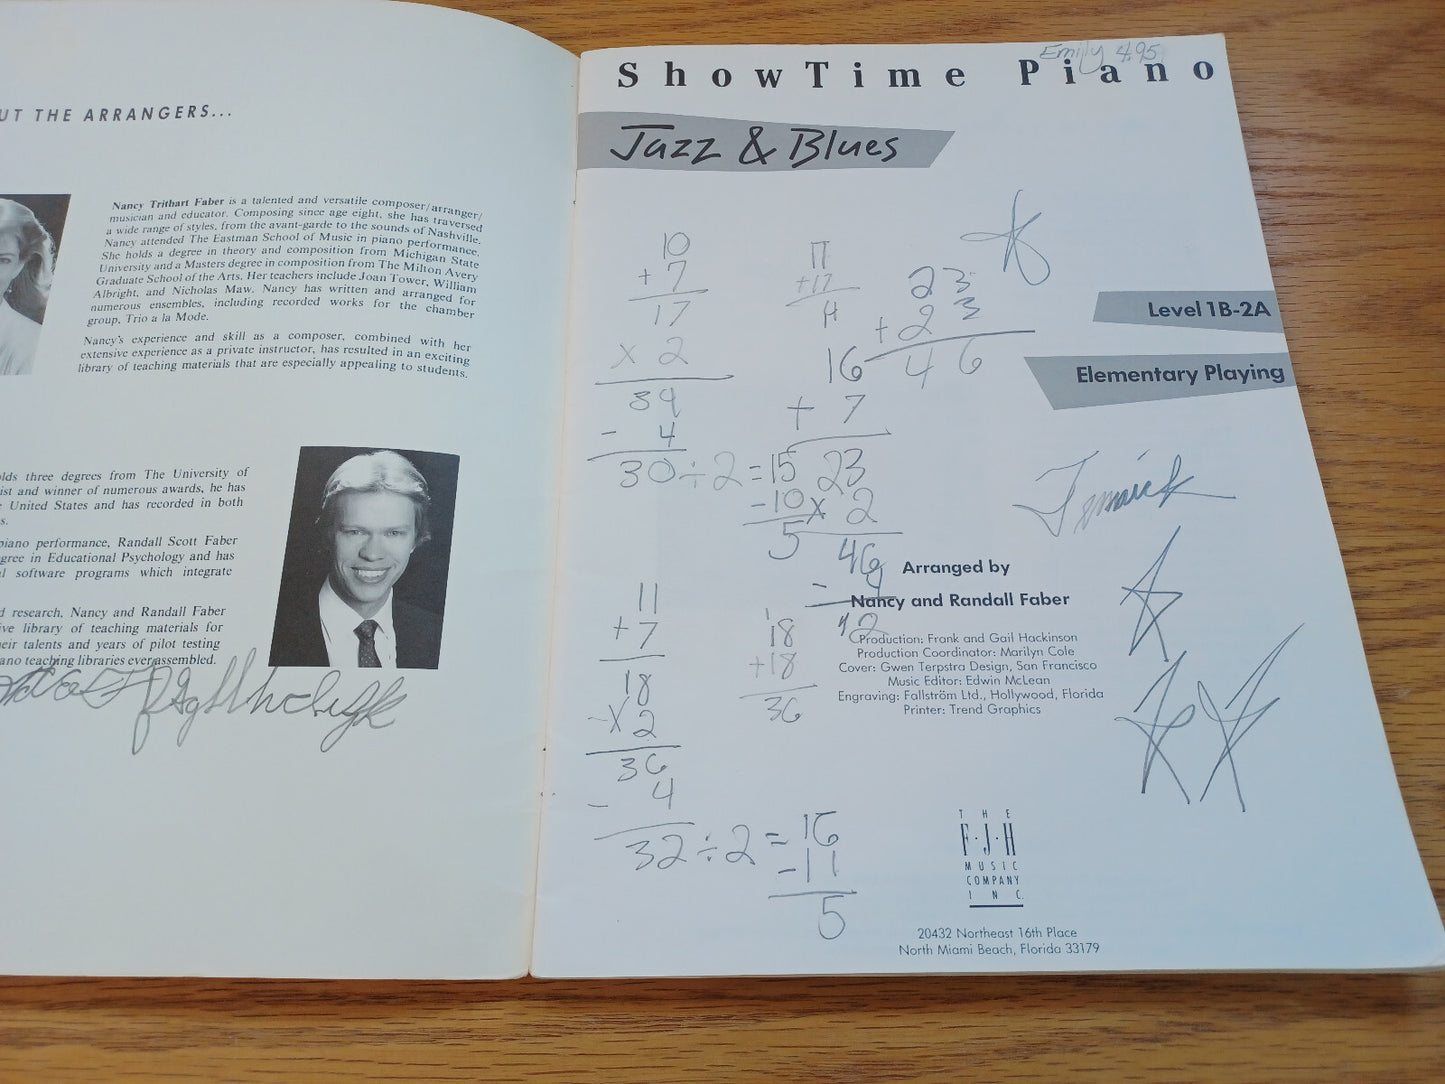 UT THE ARRANGERS...
Nancy Trithart Faber is a talented and versatile composer/arranger/
musician and educator. Composing since age eight, she has traversed
a wide range of styles, from the avant-garde to the sounds of Nashville.
Nancy attended The Eastman School of Music in piano performance.
She holds a degree in theory and composition from Michigan State
University and a Masters degree in composition from The Milton Avery
Graduate School of the Arts. Her teachers include Joan Tower, William
Albright, and Nicholas Maw. Nancy has written and arranged for
numerous ensembles, including recorded works for the chamber
group, Trio a la Mode.
Nancy's experience and skill as a composer, combined with her
extensive experience as a private instructor, has resulted in an exciting
library of teaching materials that are especially appealing to students.
olds three degrees from The University of
ist and winner of numerous awards, he has
e United States and has recorded in both
s.
piano performance, Randall Scott Faber
gree in Educational Psychology and has
al software programs which integrate
d research, Nancy and Randall Faber
ive library of teaching materials for
heir talents and years of pilot testing
ano teaching libraries ever assembled.
Emily 4.95
ShowTime Piano
Jazz & Blues
Level 1B-2A
Elementary Playing
10
+ 7
17
x 2
34
- 4
30 ÷ 2 = 15
- 10
5
17
+17
23
+ 23
46
16
+ 7
23
x 2
46
11
+ 7
18
x 2
36
- 4
32 ÷ 2 = 16
- 11
5
18
+18
36
Arranged by
Nancy and Randall Faber
Production: Frank and Gail Hackinson
Production Coordinator: Marilyn Cole
Cover: Gwen Terpstra Design, San Francisco
Music Editor: Edwin McLean
Engraving: Fallström Ltd., Hollywood, Florida
Printer: Trend Graphics
THE
F·J·H
MUSIC
COMPANY
INC.
20432 Northeast 16th Place
North Miami Beach, Florida 33179